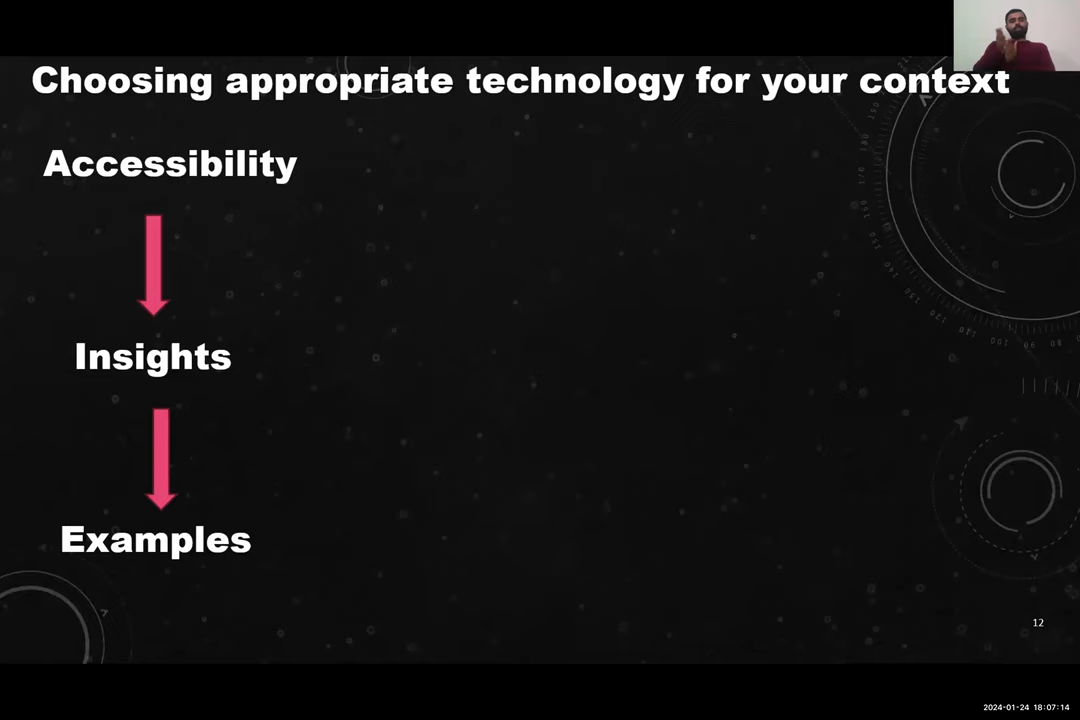 Choosing appropriate technology for your context
Accessibility
Insights
Examples
12
2024-01-24 18:07:14